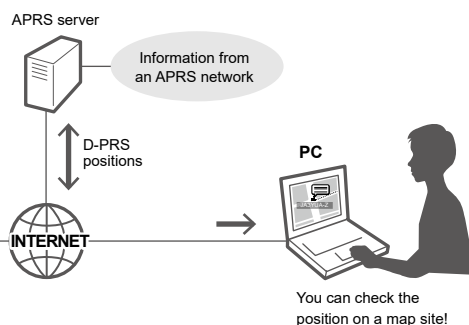 APRS server
Information from
an APRS network
D-PRS
positions
PC
INTERNET
You can check the
position on a map site!